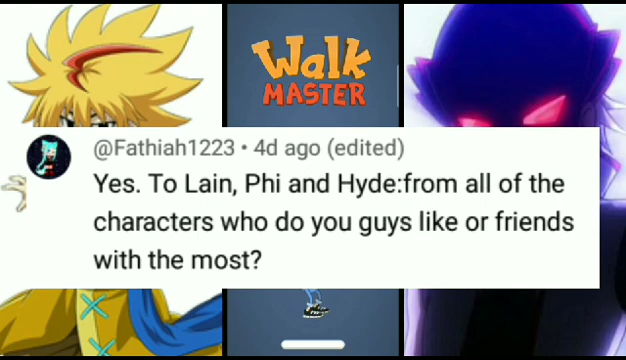 Walk
MASTER
@Fathiah1223 • 4d ago (edited)
Yes. To Lain, Phi and Hyde:from all of the
characters who do you guys like or friends
with the most?